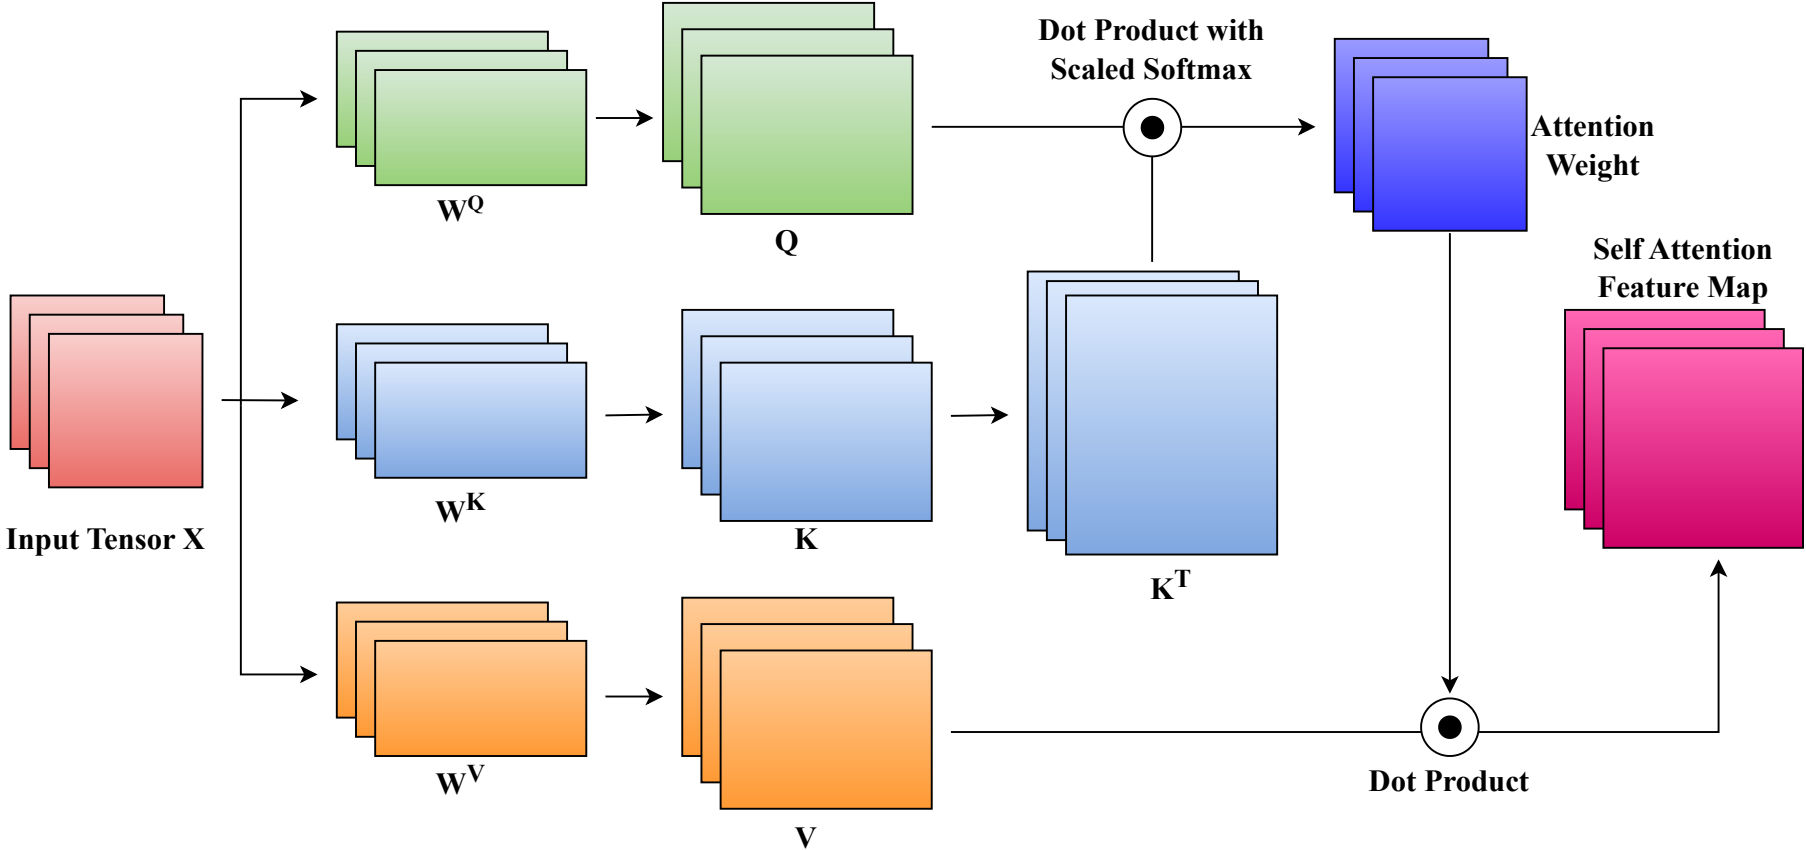 Dot Product with
Scaled Softmax
Attention
Weight
W^Q
Q
Self Attention
Feature Map
Input Tensor X
W^K
K
K^T
W^V
V
Dot Product